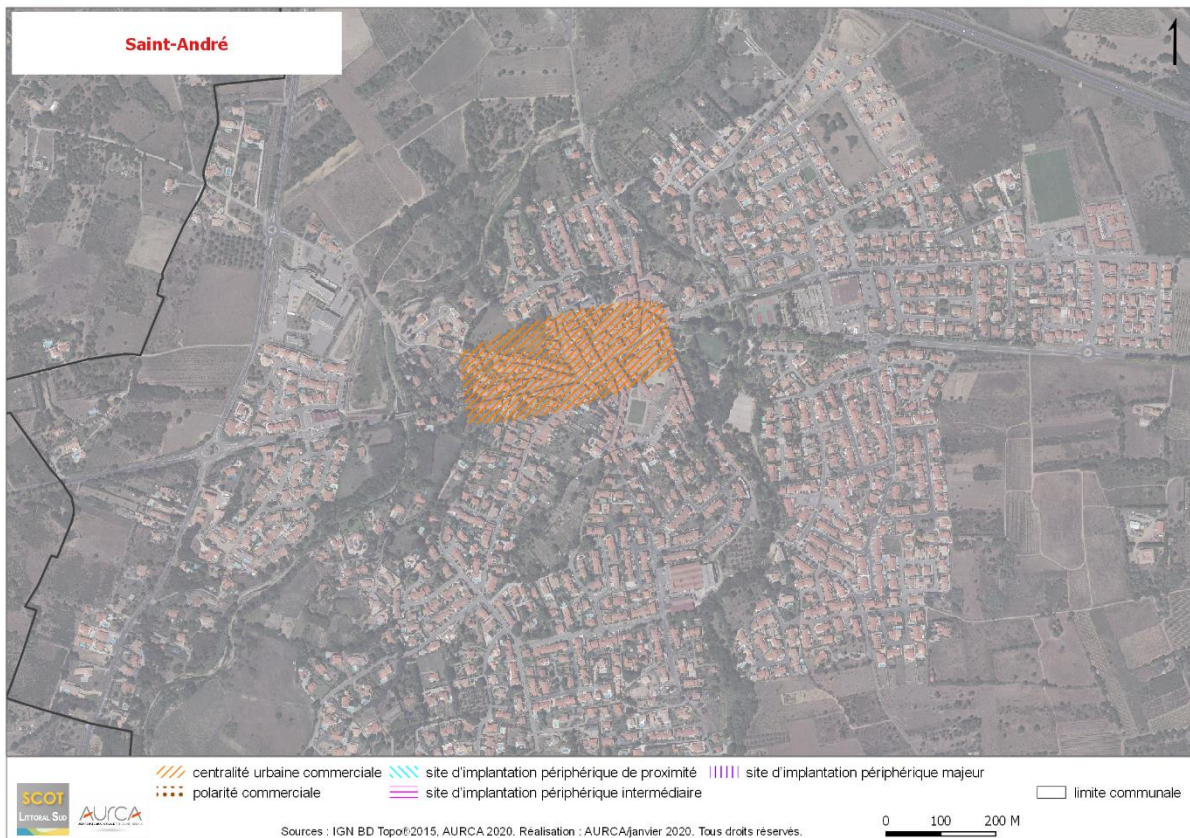 Saint-André
centralité urbaine commerciale
site d'implantation périphérique de proximité
site d'implantation périphérique majeur
polarité commerciale
site d'implantation périphérique intermédiaire
limite communale
SCOT
LITTORAL SUD
AURCA
Sources : IGN BD Topo®2015, AURCA 2020. Réalisation : AURCA/janvier 2020. Tous droits réservés.
0 100 200 M